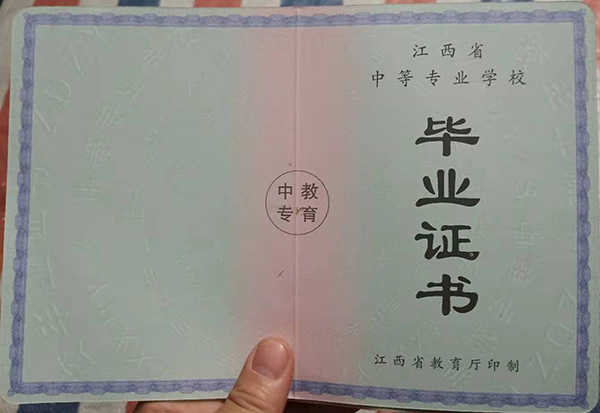 江西省
中等专业学校
毕业证书
中教
专育
江西省教育厅印制